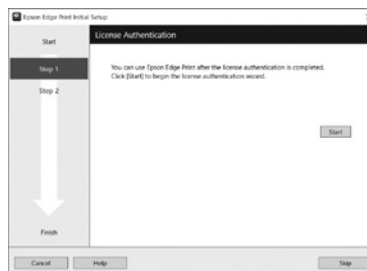 Epson Edge Print Initial Setup
Start
Step 1
Step 2
Finish
License Authentication
You can use Epson Edge Print after the license authentication is completed.
Click [Start] to begin the license authentication wizard.
Start
Cancel
Help
Skip